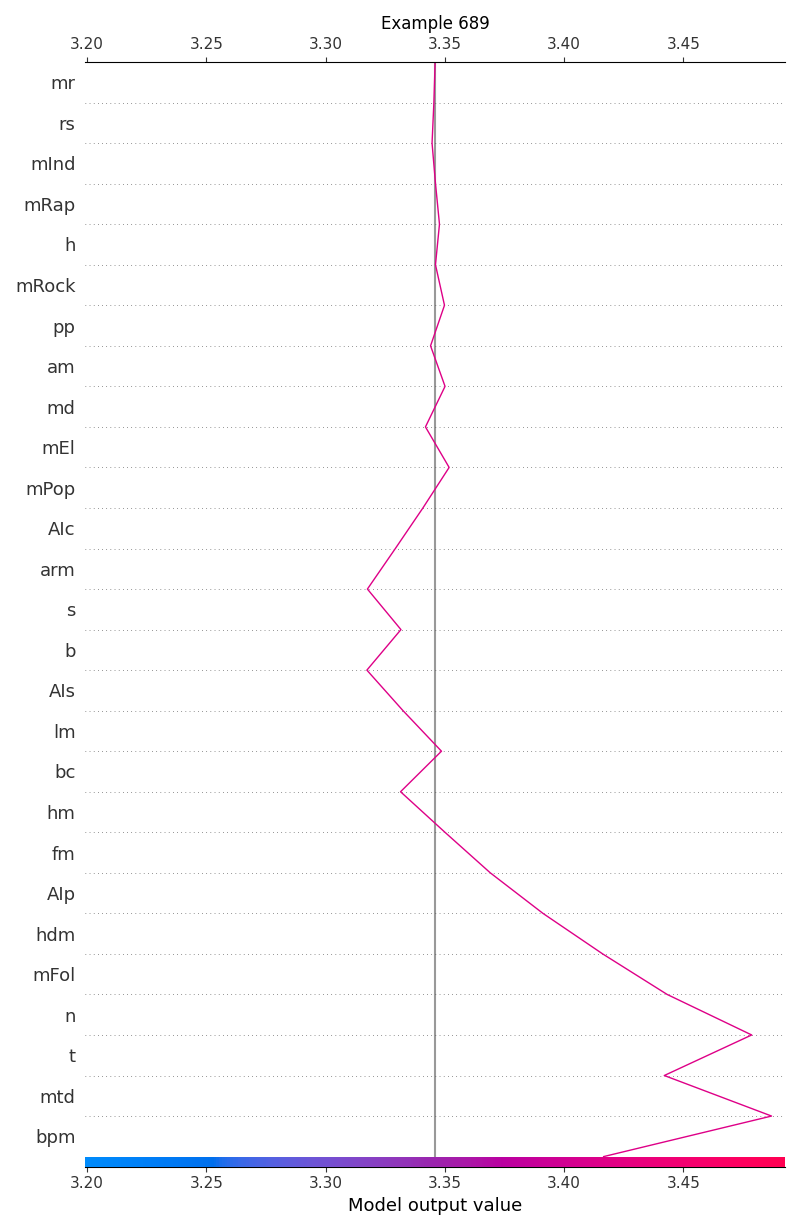 Example 689
3.20 3.25 3.30 3.35 3.40 3.45
mr
rs
mInd
mRap
h
mRock
pp
am
md
mEl
mPop
AIc
arm
s
b
AIs
lm
bc
hm
fm
AIp
hdm
mFol
n
t
mtd
bpm
3.20 3.25 3.30 3.35 3.40 3.45
Model output value